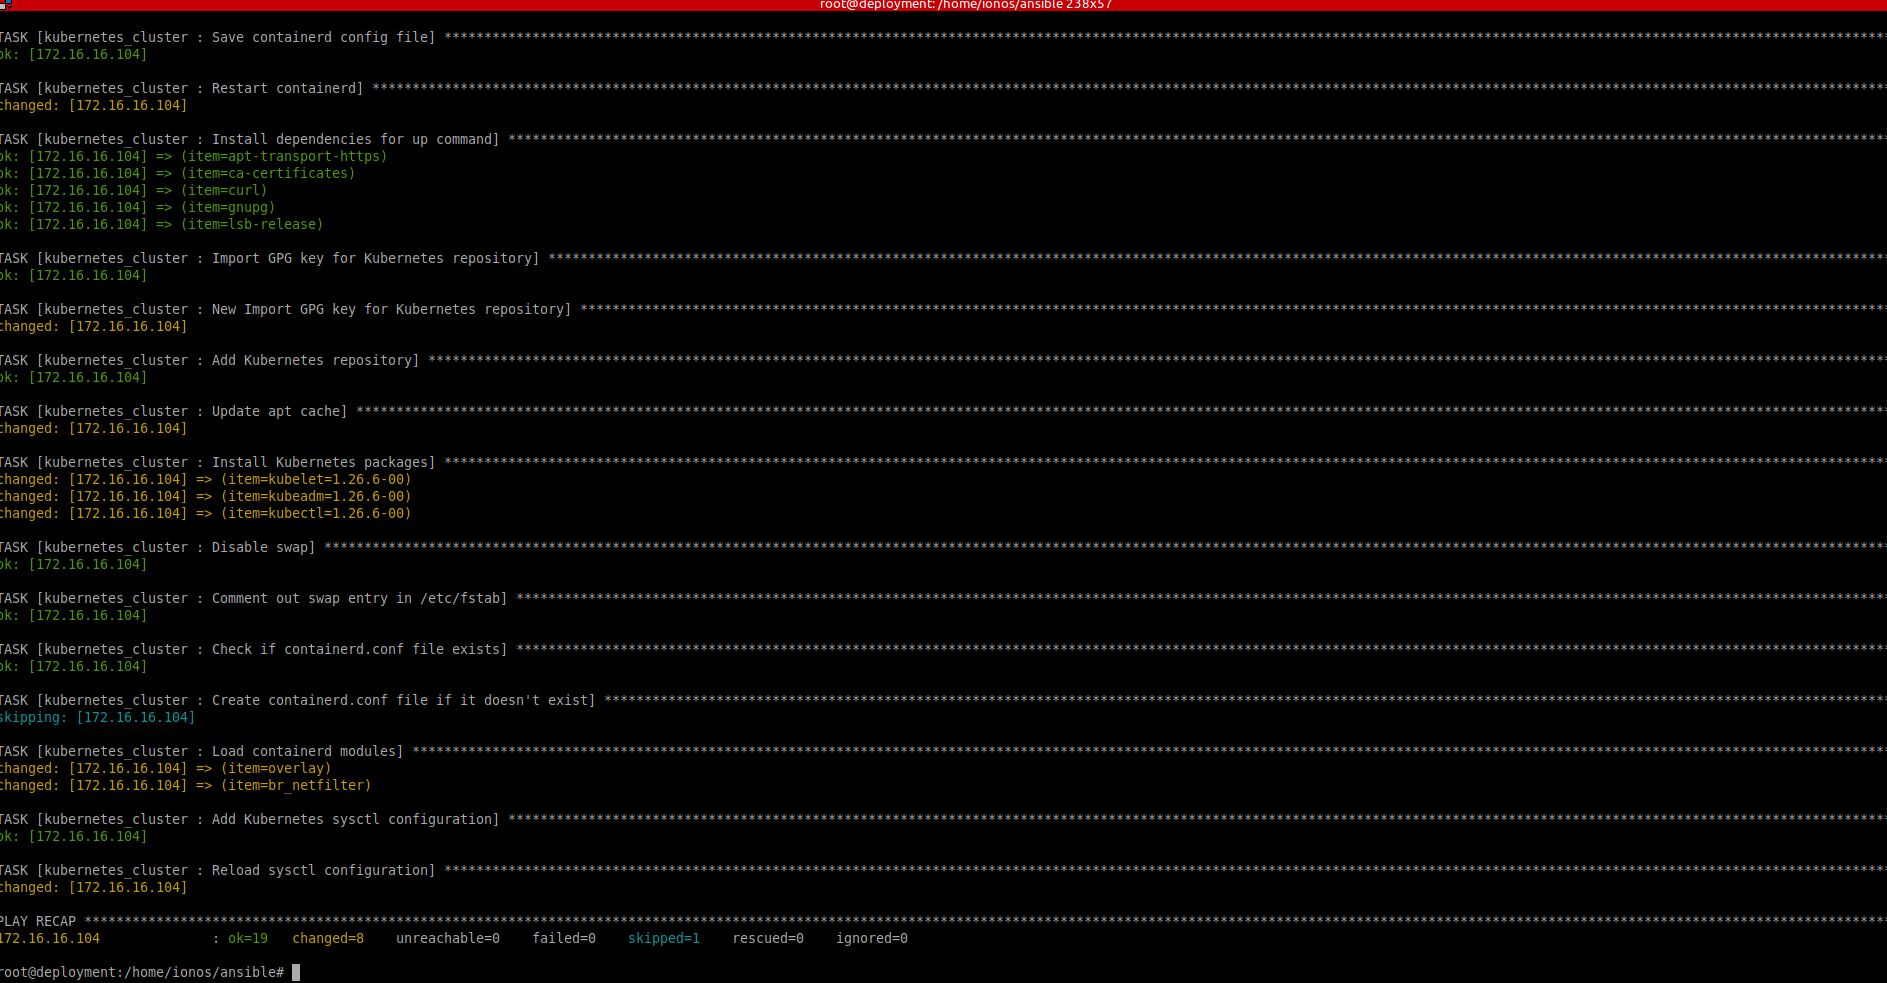 root@deployment: /home/ionos/ansible 238x57
TASK [kubernetes_cluster : Save containerd config file] ****************************************************************************************************************************************************************************________
ok: [172.16.16.104]
TASK [kubernetes_cluster : Restart containerd] ****************************************************************************************************************************************************************************
changed: [172.16.16.104]
TASK [kubernetes_cluster : Install dependencies for up command] ****************************************************************************************************************************************************************************
ok: [172.16.16.104] => (item=apt-transport-https)
ok: [172.16.16.104] => (item=ca-certificates)
ok: [172.16.16.104] => (item=curl)
ok: [172.16.16.104] => (item=gnupg)
ok: [172.16.16.104] => (item=lsb-release)
TASK [kubernetes_cluster : Import GPG key for Kubernetes repository] ****************************************************************************************************************************************************************************
ok: [172.16.16.104]
TASK [kubernetes_cluster : New Import GPG key for Kubernetes repository] ****************************************************************************************************************************************************************************
changed: [172.16.16.104]
TASK [kubernetes_cluster : Add Kubernetes repository] ****************************************************************************************************************************************************************************
ok: [172.16.16.104]
TASK [kubernetes_cluster : Update apt cache] ****************************************************************************************************************************************************************************
changed: [172.16.16.104]
TASK [kubernetes_cluster : Install Kubernetes packages] ****************************************************************************************************************************************************************************
changed: [172.16.16.104] => (item=kubelet=1.26.6-00)
changed: [172.16.16.104] => (item=kubeadm=1.26.6-00)
changed: [172.16.16.104] => (item=kubectl=1.26.6-00)
TASK [kubernetes_cluster : Disable swap] ****************************************************************************************************************************************************************************
ok: [172.16.16.104]
TASK [kubernetes_cluster : Comment out swap entry in /etc/fstab] ****************************************************************************************************************************************************************************
ok: [172.16.16.104]
TASK [kubernetes_cluster : Check if containerd.conf file exists] ****************************************************************************************************************************************************************************
ok: [172.16.16.104]
TASK [kubernetes_cluster : Create containerd.conf file if it doesn't exist] ****************************************************************************************************************************************************************************
skipping: [172.16.16.104]
TASK [kubernetes_cluster : Load containerd modules] ****************************************************************************************************************************************************************************
changed: [172.16.16.104] => (item=overlay)
changed: [172.16.16.104] => (item=br_netfilter)
TASK [kubernetes_cluster : Add Kubernetes sysctl configuration] ****************************************************************************************************************************************************************************
ok: [172.16.16.104]
TASK [kubernetes_cluster : Reload sysctl configuration] ****************************************************************************************************************************************************************************
changed: [172.16.16.104]
PLAY RECAP ****************************************************************************************************************************************************************************
172.16.16.104 : ok=19 changed=8 unreachable=0 failed=0 skipped=1 rescued=0 ignored=0
root@deployment:/home/ionos/ansible#